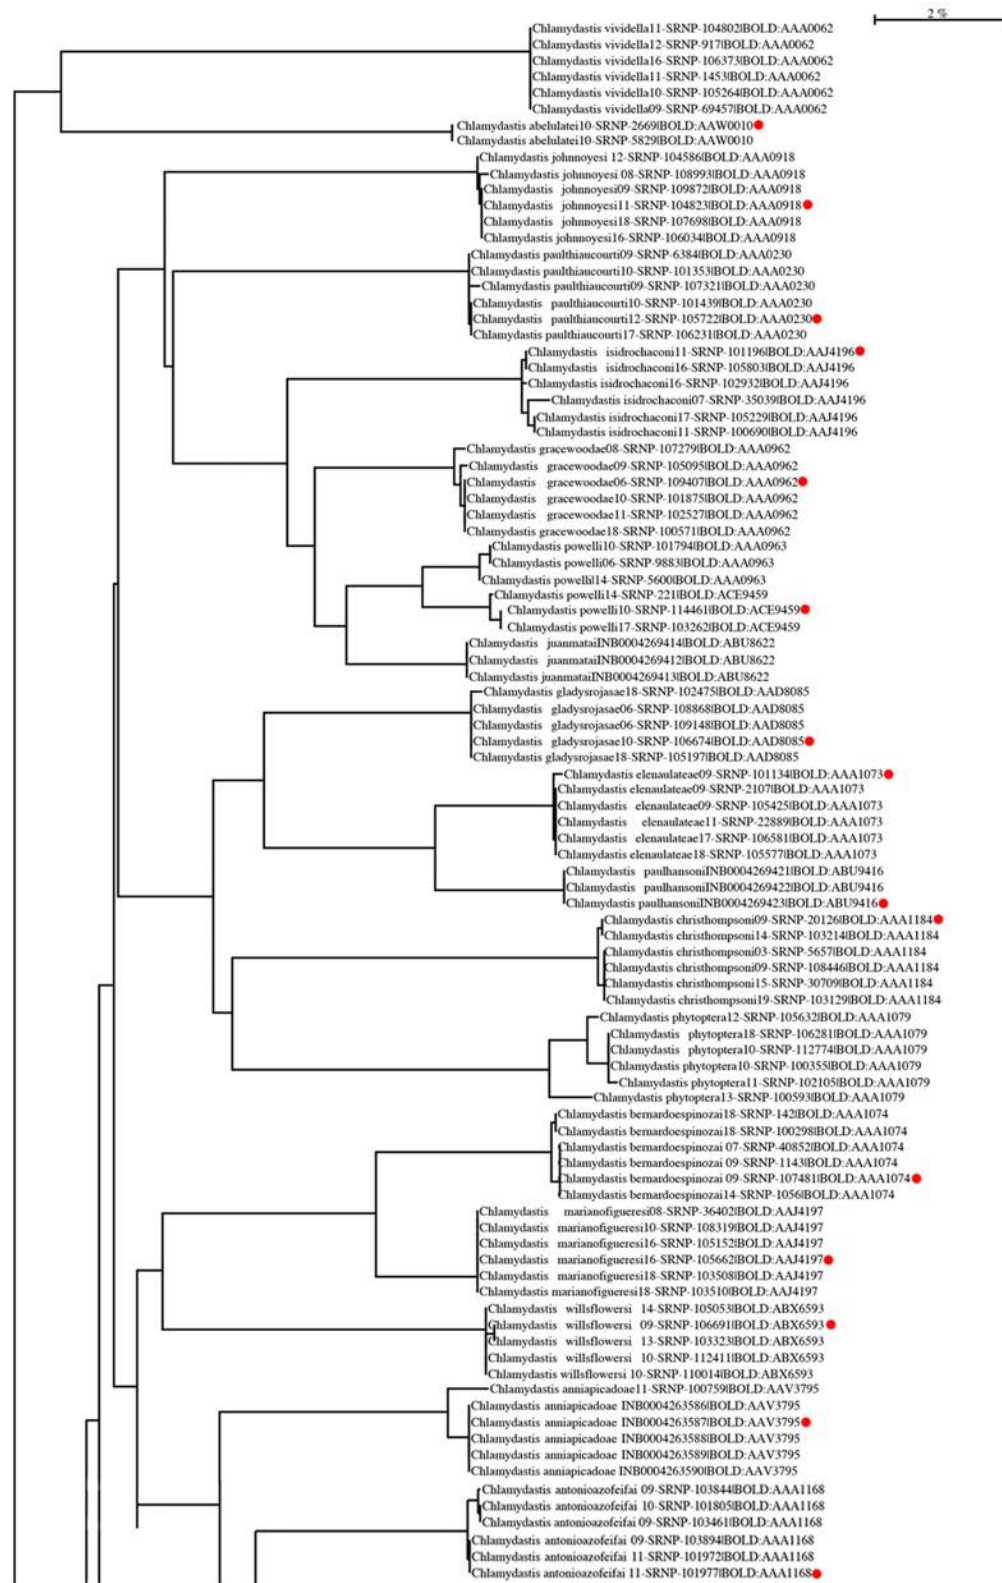 2 %
Chlamydastis vividella11-SRNP-104802|BOLD:AAA0062
Chlamydastis vividella12-SRNP-917|BOLD:AAA0062
Chlamydastis vividella16-SRNP-106373|BOLD:AAA0062
Chlamydastis vividella11-SRNP-1453|BOLD:AAA0062
Chlamydastis vividella10-SRNP-105264|BOLD:AAA0062
Chlamydastis vividella09-SRNP-69457|BOLD:AAA0062
Chlamydastis abelulatei10-SRNP-2669|BOLD:AAW0010
Chlamydastis abelulatei10-SRNP-5829|BOLD:AAW0010
Chlamydastis johnnoyesi 12-SRNP-104586|BOLD:AAA0918
Chlamydastis johnnoyesi 08-SRNP-108993|BOLD:AAA0918
Chlamydastis johnnoyesi09-SRNP-109872|BOLD:AAA0918
Chlamydastis johnnoyesi11-SRNP-104823|BOLD:AAA0918
Chlamydastis johnnoyesi18-SRNP-107698|BOLD:AAA0918
Chlamydastis johnnoyesi16-SRNP-106034|BOLD:AAA0918
Chlamydastis paulthiaucourti09-SRNP-6384|BOLD:AAA0230
Chlamydastis paulthiaucourti10-SRNP-101353|BOLD:AAA0230
Chlamydastis paulthiaucourti09-SRNP-107321|BOLD:AAA0230
Chlamydastis paulthiaucourti10-SRNP-101439|BOLD:AAA0230
Chlamydastis paulthiaucourti12-SRNP-105722|BOLD:AAA0230
Chlamydastis paulthiaucourti17-SRNP-106231|BOLD:AAA0230
Chlamydastis isidrochaconi11-SRNP-101196|BOLD:AAJ4196
Chlamydastis isidrochaconi16-SRNP-105803|BOLD:AAJ4196
Chlamydastis isidrochaconi16-SRNP-102932|BOLD:AAJ4196
Chlamydastis isidrochaconi07-SRNP-35039|BOLD:AAJ4196
Chlamydastis isidrochaconi17-SRNP-105229|BOLD:AAJ4196
Chlamydastis isidrochaconi11-SRNP-100690|BOLD:AAJ4196
Chlamydastis gracewoodae08-SRNP-107279|BOLD:AAA0962
Chlamydastis gracewoodae09-SRNP-105095|BOLD:AAA0962
Chlamydastis gracewoodae06-SRNP-109407|BOLD:AAA0962
Chlamydastis gracewoodae10-SRNP-101875|BOLD:AAA0962
Chlamydastis gracewoodae11-SRNP-102527|BOLD:AAA0962
Chlamydastis gracewoodae18-SRNP-100571|BOLD:AAA0962
Chlamydastis powelli10-SRNP-101794|BOLD:AAA0963
Chlamydastis powelli06-SRNP-9883|BOLD:AAA0963
Chlamydastis powelli14-SRNP-5600|BOLD:AAA0963
Chlamydastis powelli14-SRNP-221|BOLD:ACE9459
Chlamydastis powelli10-SRNP-114461|BOLD:ACE9459
Chlamydastis powelli17-SRNP-103262|BOLD:ACE9459
Chlamydastis juanmataiINB0004269414|BOLD:ABU8622
Chlamydastis juanmataiINB0004269412|BOLD:ABU8622
Chlamydastis juanmataiINB0004269413|BOLD:ABU8622
Chlamydastis gladysrojasae18-SRNP-102475|BOLD:AAD8085
Chlamydastis gladysrojasae06-SRNP-108868|BOLD:AAD8085
Chlamydastis gladysrojasae06-SRNP-109148|BOLD:AAD8085
Chlamydastis gladysrojasae10-SRNP-106674|BOLD:AAD8085
Chlamydastis gladysrojasae18-SRNP-105197|BOLD:AAD8085
Chlamydastis elenaulateae09-SRNP-101134|BOLD:AAA1073
Chlamydastis elenaulateae09-SRNP-2107|BOLD:AAA1073
Chlamydastis elenaulateae09-SRNP-105425|BOLD:AAA1073
Chlamydastis elenaulateae11-SRNP-22889|BOLD:AAA1073
Chlamydastis elenaulateae17-SRNP-106581|BOLD:AAA1073
Chlamydastis elenaulateae18-SRNP-105577|BOLD:AAA1073
Chlamydastis paulhansoniINB0004269421|BOLD:ABU9416
Chlamydastis paulhansoniINB0004269422|BOLD:ABU9416
Chlamydastis paulhansoniINB0004269423|BOLD:ABU9416
Chlamydastis christhompsoni09-SRNP-20126|BOLD:AAA1184
Chlamydastis christhompsoni14-SRNP-103214|BOLD:AAA1184
Chlamydastis christhompsoni03-SRNP-5657|BOLD:AAA1184
Chlamydastis christhompsoni09-SRNP-108446|BOLD:AAA1184
Chlamydastis christhompsoni15-SRNP-30709|BOLD:AAA1184
Chlamydastis christhompsoni19-SRNP-103129|BOLD:AAA1184
Chlamydastis phytoptera12-SRNP-105632|BOLD:AAA1079
Chlamydastis phytoptera18-SRNP-106281|BOLD:AAA1079
Chlamydastis phytoptera10-SRNP-112774|BOLD:AAA1079
Chlamydastis phytoptera10-SRNP-100355|BOLD:AAA1079
Chlamydastis phytoptera11-SRNP-102105|BOLD:AAA1079
Chlamydastis phytoptera13-SRNP-100593|BOLD:AAA1079
Chlamydastis bernardoespinozai18-SRNP-142|BOLD:AAA1074
Chlamydastis bernardoespinozai18-SRNP-100298|BOLD:AAA1074
Chlamydastis bernardoespinozai 07-SRNP-40852|BOLD:AAA1074
Chlamydastis bernardoespinozai 09-SRNP-1143|BOLD:AAA1074
Chlamydastis bernardoespinozai 09-SRNP-107481|BOLD:AAA1074
Chlamydastis bernardoespinozai14-SRNP-1056|BOLD:AAA1074
Chlamydastis marianofigueresi08-SRNP-36402|BOLD:AAJ4197
Chlamydastis marianofigueresi10-SRNP-108319|BOLD:AAJ4197
Chlamydastis marianofigueresi16-SRNP-105152|BOLD:AAJ4197
Chlamydastis marianofigueresi16-SRNP-105662|BOLD:AAJ4197
Chlamydastis marianofigueresi18-SRNP-103508|BOLD:AAJ4197
Chlamydastis marianofigueresi18-SRNP-103510|BOLD:AAJ4197
Chlamydastis willsflowersi 14-SRNP-105053|BOLD:ABX6593
Chlamydastis willsflowersi 09-SRNP-106691|BOLD:ABX6593
Chlamydastis willsflowersi 13-SRNP-103323|BOLD:ABX6593
Chlamydastis willsflowersi 10-SRNP-112411|BOLD:ABX6593
Chlamydastis willsflowersi 10-SRNP-110014|BOLD:ABX6593
Chlamydastis anniapicadoae11-SRNP-100759|BOLD:AAV3795
Chlamydastis anniapicadoae INB0004263586|BOLD:AAV3795
Chlamydastis anniapicadoae INB0004263587|BOLD:AAV3795
Chlamydastis anniapicadoae INB0004263588|BOLD:AAV3795
Chlamydastis anniapicadoae INB0004263589|BOLD:AAV3795
Chlamydastis anniapicadoae INB0004263590|BOLD:AAV3795
Chlamydastis antonioazofeifai 09-SRNP-103844|BOLD:AAA1168
Chlamydastis antonioazofeifai 10-SRNP-101805|BOLD:AAA1168
Chlamydastis antonioazofeifai 09-SRNP-103461|BOLD:AAA1168
Chlamydastis antonioazofeifai 09-SRNP-103894|BOLD:AAA1168
Chlamydastis antonioazofeifai 11-SRNP-101972|BOLD:AAA1168
Chlamydastis antonioazofeifai 11-SRNP-101977|BOLD:AAA1168